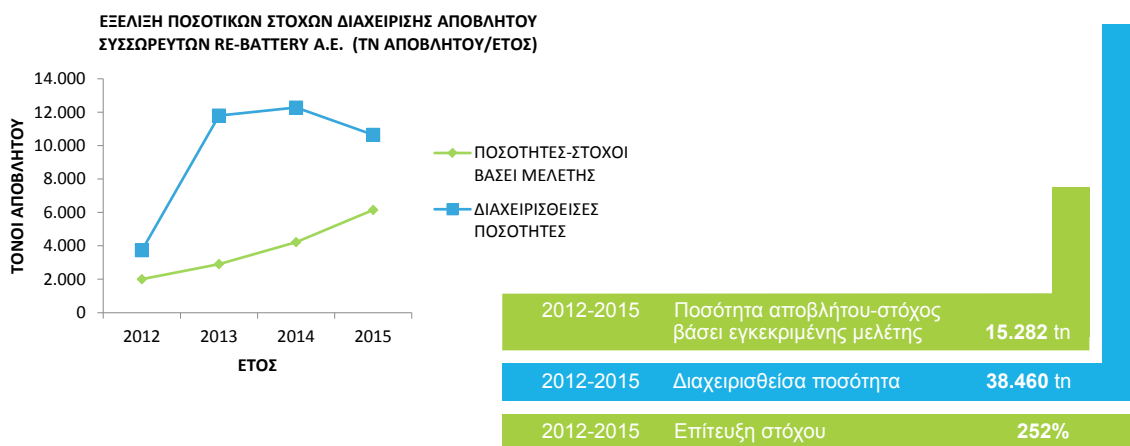 ΕΞΕΛΙΞΗ ΠΟΣΟΤΙΚΩΝ ΣΤΟΧΩΝ ΔΙΑΧΕΙΡΙΣΗΣ ΑΠΟΒΛΗΤΟΥ
ΣΥΣΣΩΡΕΥΤΩΝ RE-BATTERY Α.Ε. (ΤΝ ΑΠΟΒΛΗΤΟΥ/ΕΤΟΣ)
ΤΟΝΟΙ ΑΠΟΒΛΗΤΟΥ
14.000
12.000
10.000
8.000
6.000
4.000
2.000
0
2012 2013 2014 2015
ΕΤΟΣ
ΠΟΣΟΤΗΤΕΣ-ΣΤΟΧΟΙ
ΒΑΣΕΙ ΜΕΛΕΤΗΣ
ΔΙΑΧΕΙΡΙΣΘΕΙΣΕΣ
ΠΟΣΟΤΗΤΕΣ
2012-2015 Ποσότητα αποβλήτου-στόχος
βάσει εγκεκριμένης μελέτης 15.282 tn
2012-2015 Διαχειρισθείσα ποσότητα 38.460 tn
2012-2015 Επίτευξη στόχου 252%